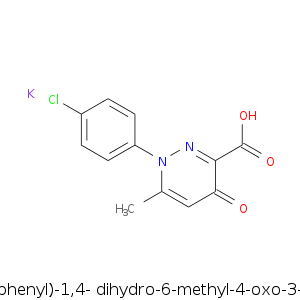 K
Cl
OH
N
N
O
H₃C
O
phenyl)-1,4- dihydro-6-methyl-4-oxo-3-